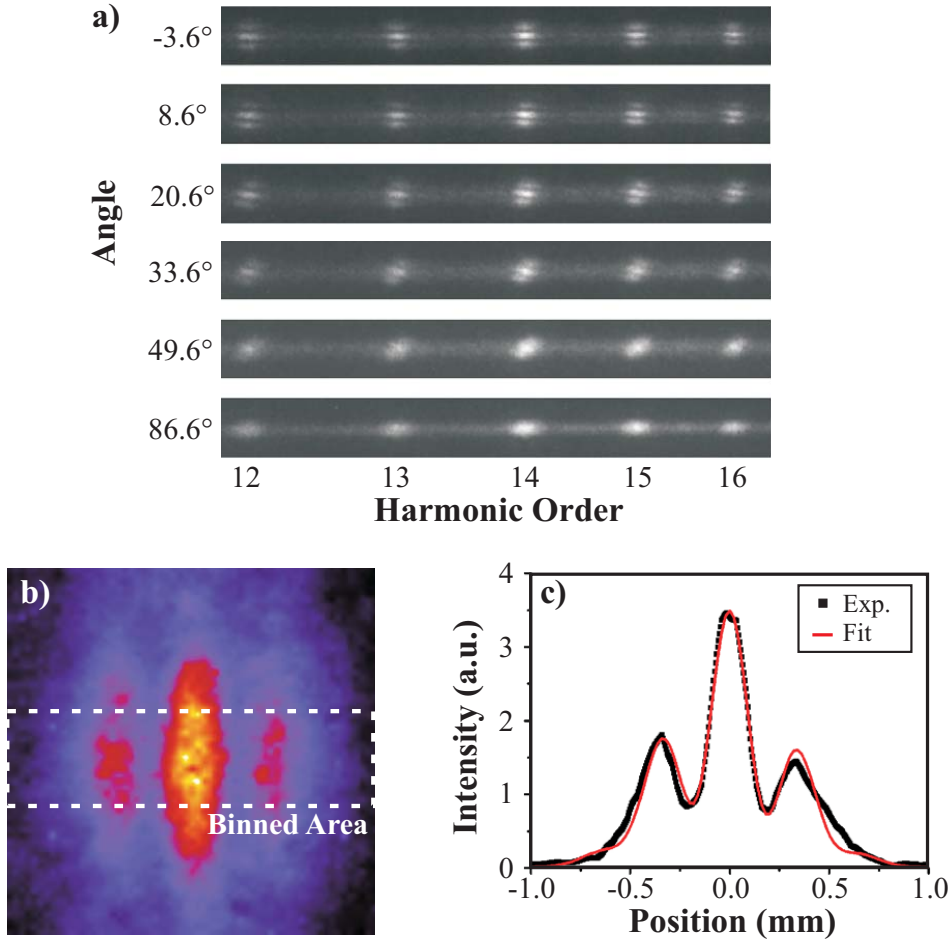 a)
-3.6°
8.6°
20.6°
33.6°
49.6°
86.6°
Angle
12 13 14 15 16
Harmonic Order
b)
Binned Area
c)
Exp.
Fit
4
3
2
1
0
Intensity (a.u.)
-1.0 -0.5 0.0 0.5 1.0
Position (mm)